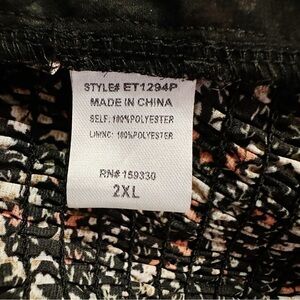 STYLE# ET1294P
MADE IN CHINA
SELF: 100%POLYESTER
LINING: 100%POLYESTER
RN# 159330
2XL